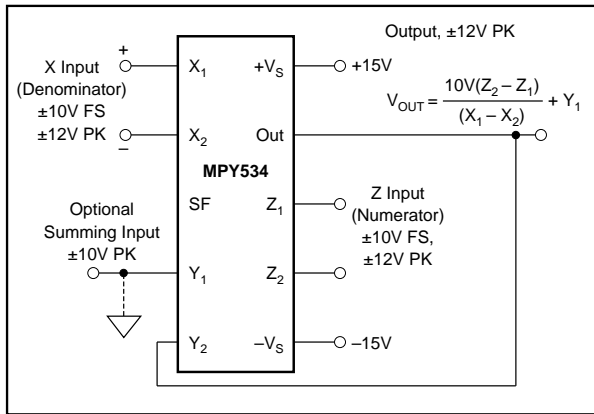 Output, ±12V PK
X Input
(Denominator)
±10V FS
±12V PK
+
–
X1
X2
MPY534
SF
Y1
Y2
+VS
Out
Z1
Z2
–VS
+15V
VOUT = 10V(Z2 – Z1)
(X1 – X2)
+ Y1
Optional
Summing Input
±10V PK
Z Input
(Numerator)
±10V FS,
±12V PK
–15V